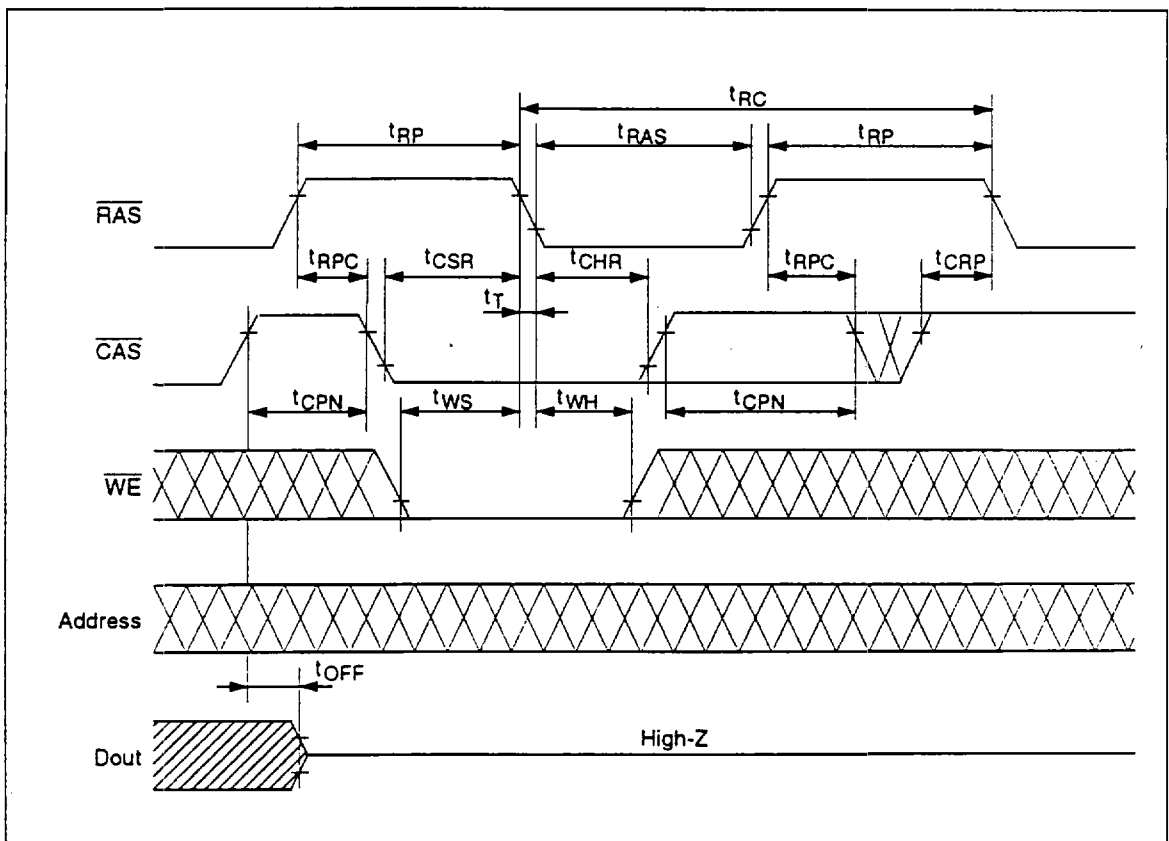 tRC
tRP tRAS tRP
RAS
tRPC tCSR tCHR tRPC tCRP
tT
CAS
tCPN tWS tWH tCPN
WE
Address
tOFF
High-Z
Dout